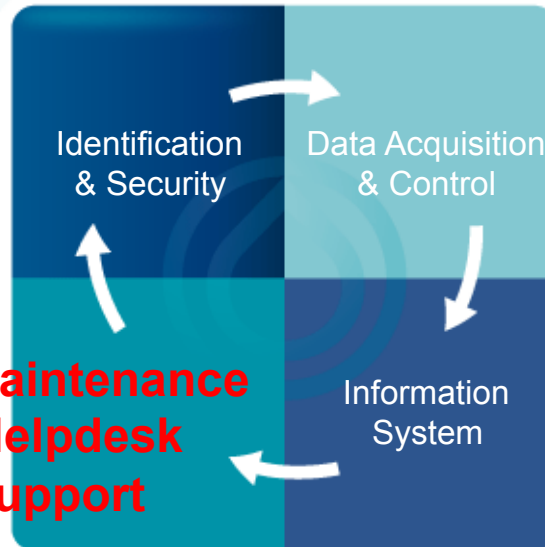 Identification
& Security
Data Acquisition
& Control
aintenance
elpdesk
upport
Information
System